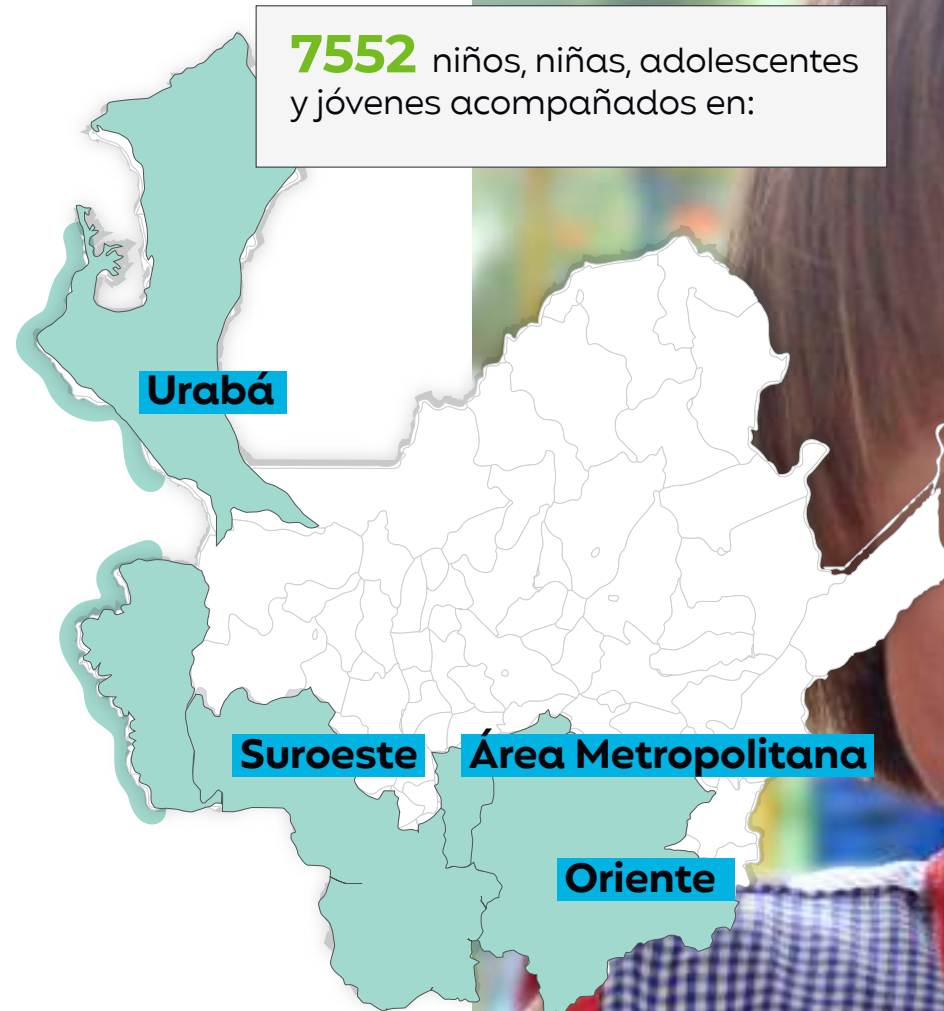 7552 niños, niñas, adolescentes
y jóvenes acompañados en:
Urabá
Suroeste
Área Metropolitana
Oriente